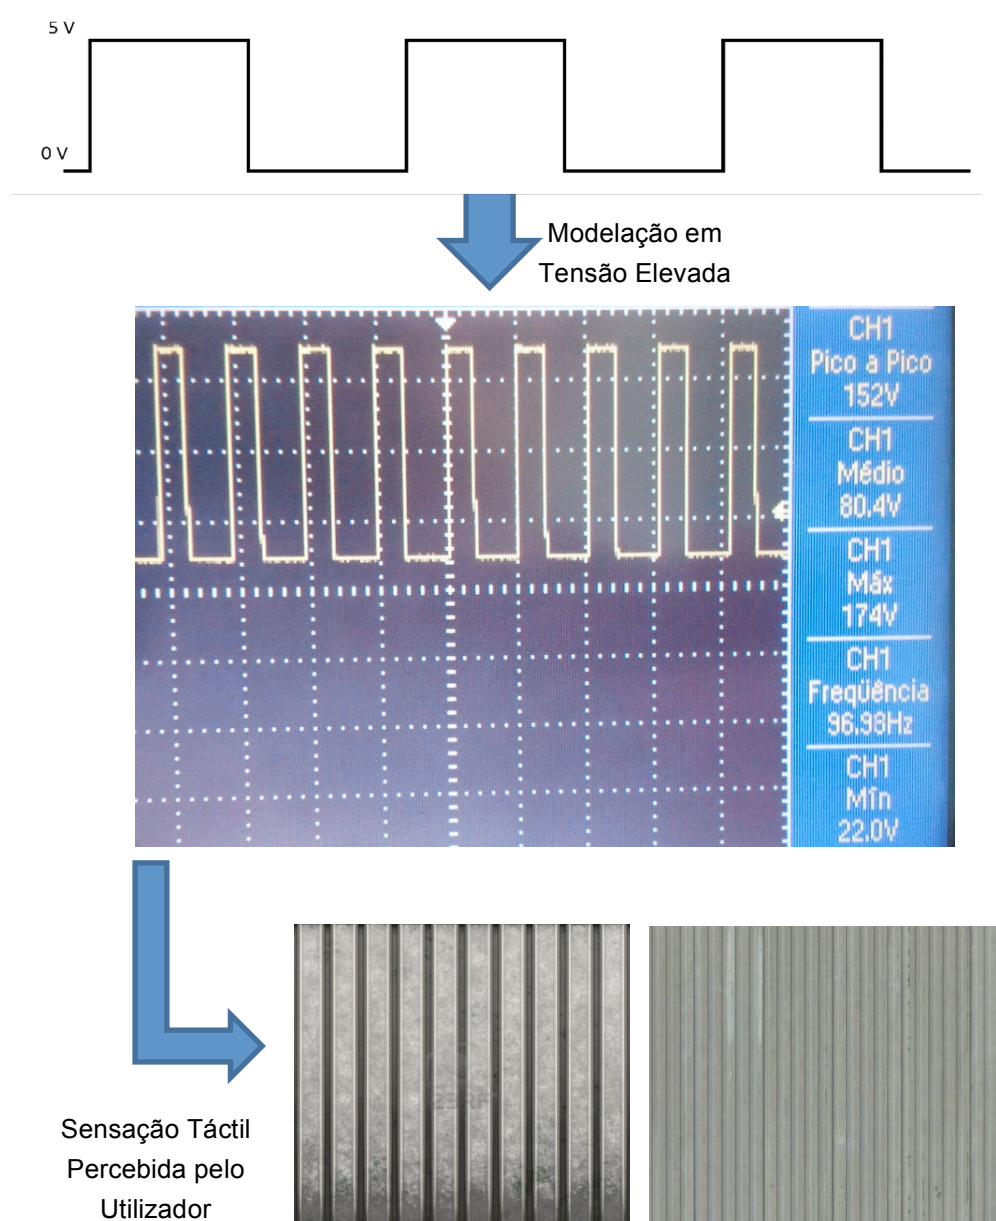 5 V
0 V
Modelação em
Tensão Elevada
CH1
Pico a Pico
152V
CH1
Médio
80.4V
CH1
Máx
174V
CH1
Freqüência
96.98Hz
CH1
Mín
22.0V
Sensação Táctil
Percebida pelo
Utilizador